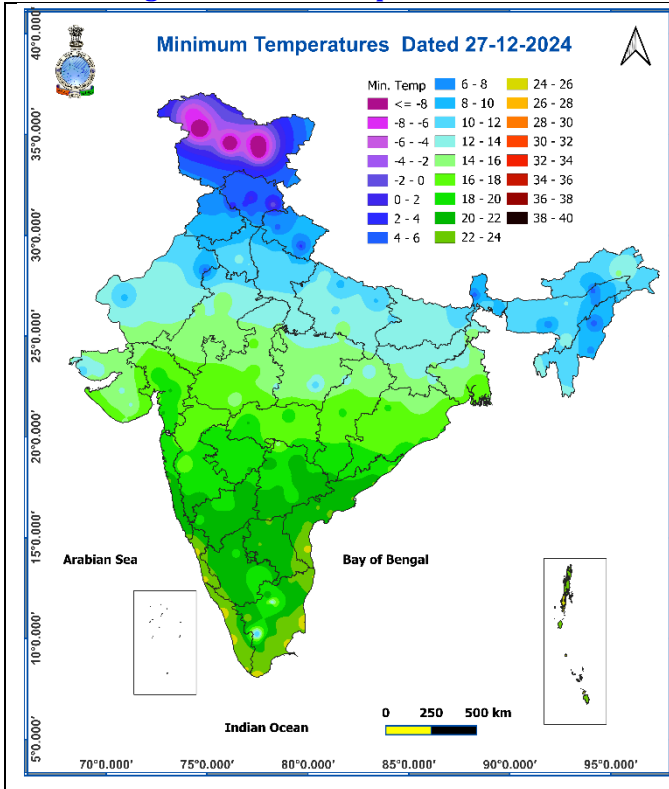 Minimum Temperatures Dated 27-12-2024
Min. Temp
<= -8
-8 - -6
-6 - -4
-4 - -2
-2 - 0
0 - 2
2 - 4
4 - 6
6 - 8
8 - 10
10 - 12
12 - 14
14 - 16
16 - 18
18 - 20
20 - 22
22 - 24
24 - 26
26 - 28
28 - 30
30 - 32
32 - 34
34 - 36
36 - 38
38 - 40
40°0.000'
35°0.000'
30°0.000'
25°0.000'
20°0.000'
15°0.000'
10°0.000'
5°0.000'
Arabian Sea
Bay of Bengal
Indian Ocean
0 250 500 km
70°0.000' 75°0.000' 80°0.000' 85°0.000' 90°0.000' 95°0.000'